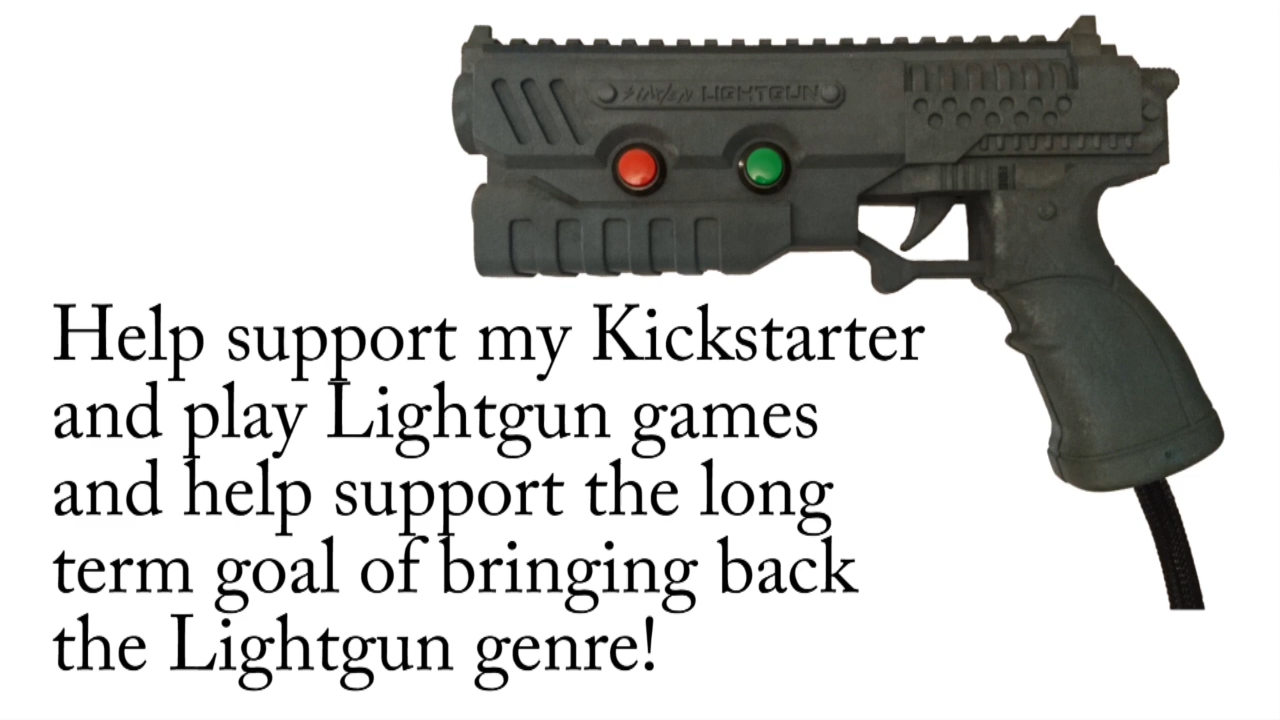 LIGHTGUN
Help support my Kickstarter
and play Lightgun games
and help support the long
term goal of bringing back
the Lightgun genre!